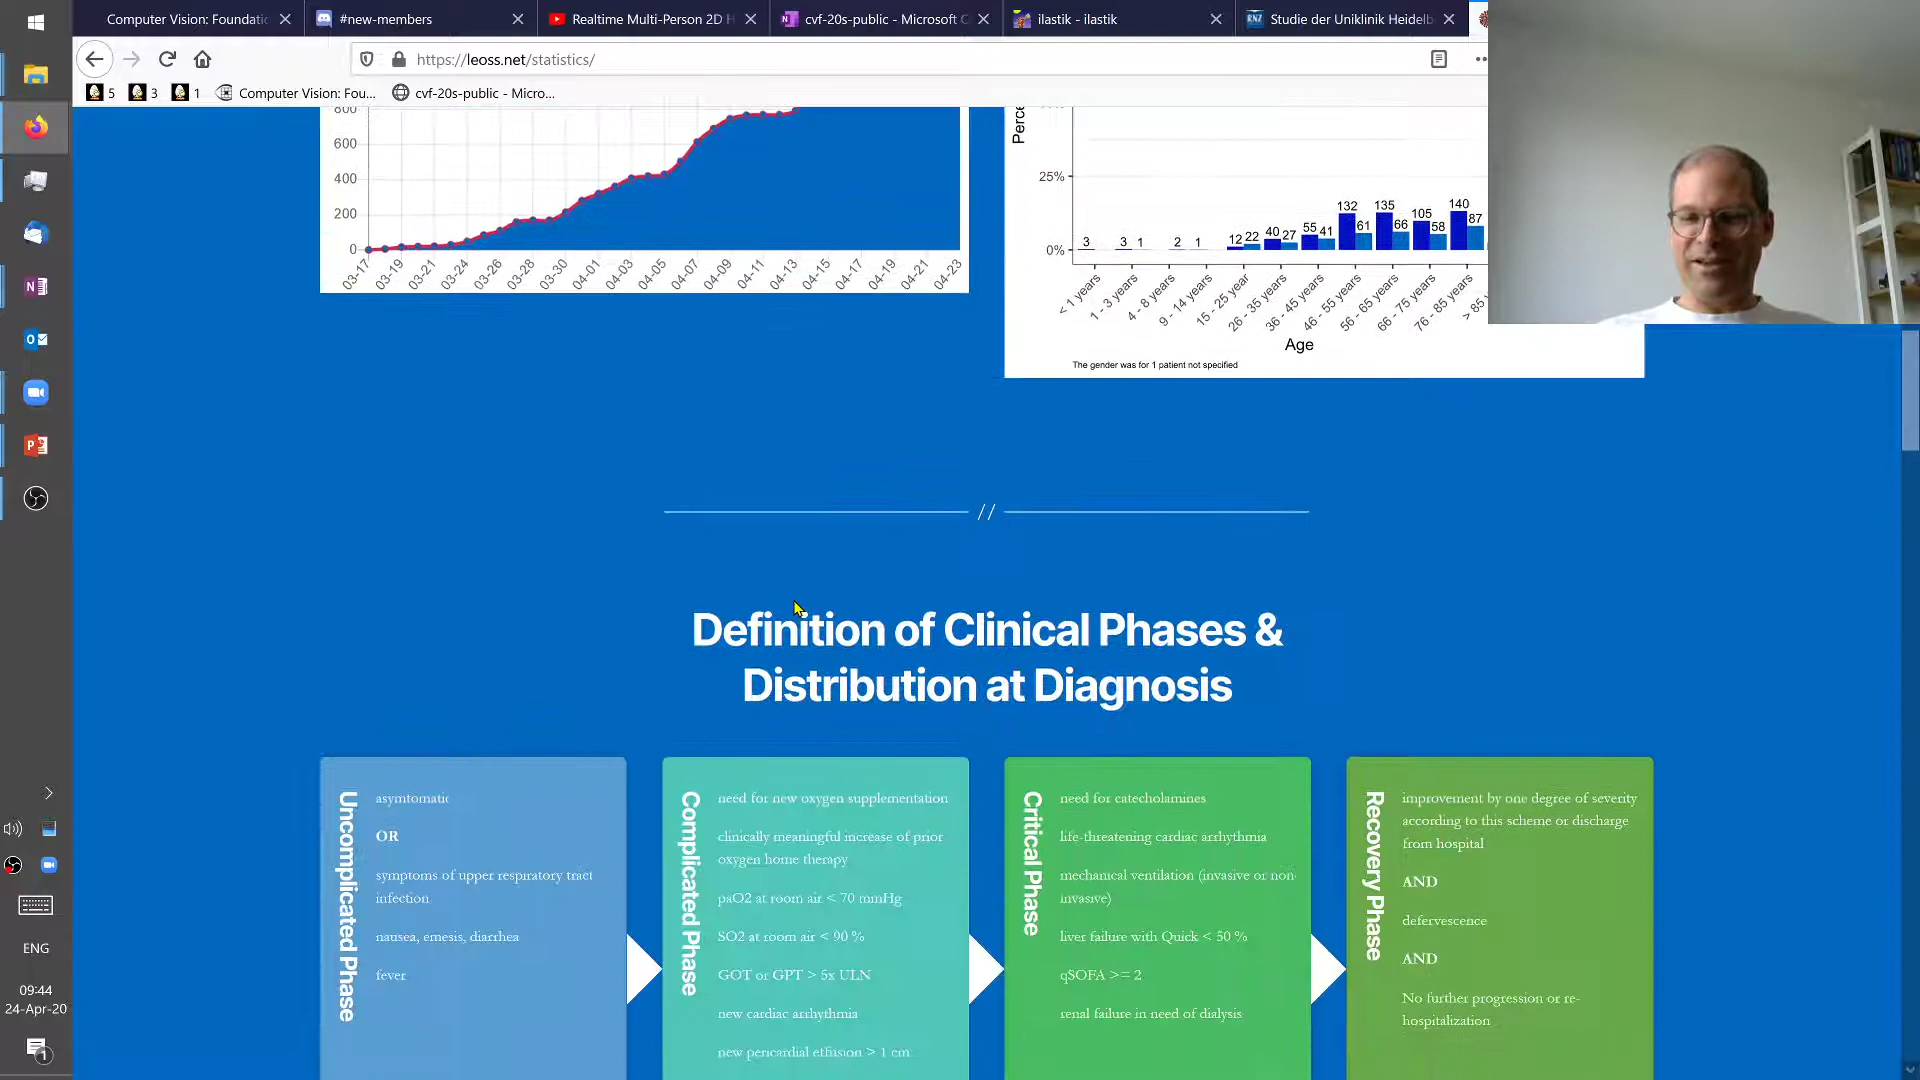 Computer Vision: Foundatic
#new-members
Realtime Multi-Person 2D H
cvf-20s-public - Microsoft C
ilastik - ilastik
RNZ Studie der Uniklinik Heidelb
https://leoss.net/statistics/
5
3
1
Computer Vision: Fou...
cvf-20s-public - Micro...
800
600
400
200
0
03-17
03-19
03-21
03-24
03-26
03-28
03-30
04-01
04-03
04-05
04-07
04-09
04-11
04-13
04-15
04-17
04-19
04-21
04-23
Perce
25%
0%
3
3 1
2
1
12 22
40 27
55 41
132 61
135 66
105 58
140 87
< 1 years
1 - 3 years
4 - 8 years
9 - 14 years
15 - 25 year
26 - 35 years
36 - 45 years
46 - 55 years
56 - 65 years
66 - 75 years
76 - 85 years
> 85 y
Age
The gender was for 1 patient not specified
//
Definition of Clinical Phases &
Distribution at Diagnosis
Uncomplicated Phase
asymtomatic
OR
symptoms of upper respiratory tract
infection
nausea, emesis, diarrhea
fever
Complicated Phase
need for new oxygen supplementation
clinically meaningful increase of prior
oxygen home therapy
paO2 at room air < 70 mmHg
SO2 at room air < 90 %
GOT or GPT > 5x ULN
new cardiac arrhythmia
new pericardial effusion > 1 cm
Critical Phase
need for catecholamines
life-threatening cardiac arrhythmia
mechanical ventilation (invasive or non-
invasive)
liver failure with Quick < 50 %
qSOFA >= 2
renal failure in need of dialysis
Recovery Phase
improvement by one degree of severity
according to this scheme or discharge
from hospital
AND
defervescence
AND
No further progression or re-
hospitalization
ENG
09:44
24-Apr-20
1